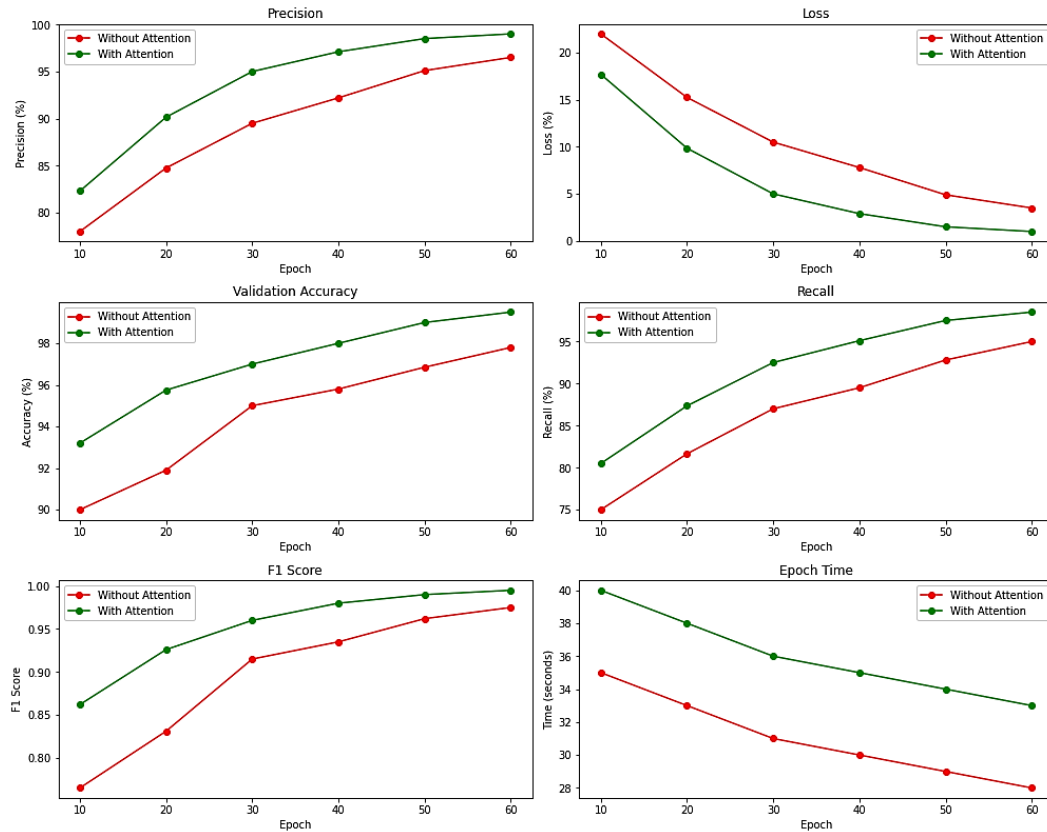 Precision
Without Attention
With Attention
Precision (%)
100
95
90
85
80
10 20 30 40 50 60
Epoch
Loss
Without Attention
With Attention
Loss (%)
20
15
10
5
0
10 20 30 40 50 60
Epoch
Validation Accuracy
Without Attention
With Attention
Accuracy (%)
98
96
94
92
90
10 20 30 40 50 60
Epoch
Recall
Without Attention
With Attention
Recall (%)
95
90
85
80
75
10 20 30 40 50 60
Epoch
F1 Score
Without Attention
With Attention
F1 Score
1.00
0.95
0.90
0.85
0.80
10 20 30 40 50 60
Epoch
Epoch Time
Without Attention
With Attention
Time (seconds)
40
38
36
34
32
30
28
10 20 30 40 50 60
Epoch